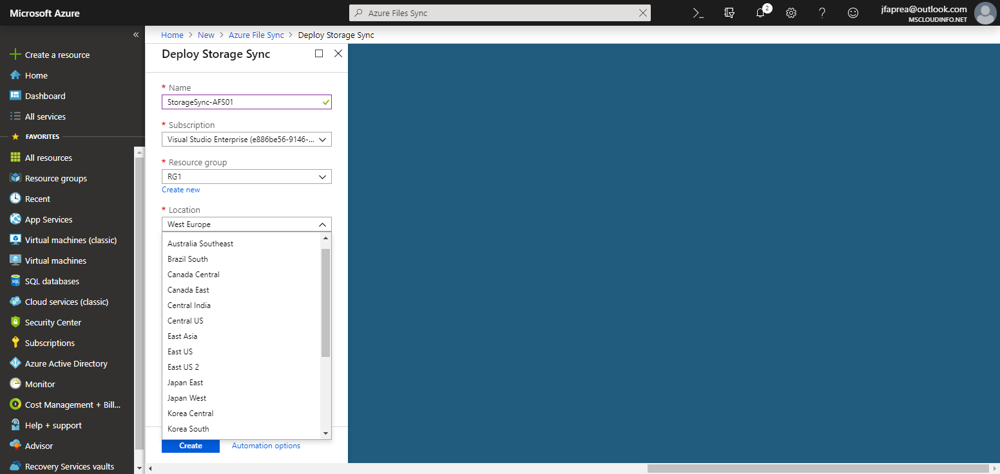 Microsoft Azure
Azure Files Sync
2
jfaprea@outlook.com
MSCLOUDINFO.NET
Home > New > Azure File Sync > Deploy Storage Sync
Create a resource
Home
Dashboard
All services
FAVORITES
All resources
Resource groups
Recent
App Services
Virtual machines (classic)
Virtual machines
SQL databases
Cloud services (classic)
Security Center
Subscriptions
Azure Active Directory
Monitor
Cost Management + Bill...
Help + support
Advisor
Recovery Services vaults
Deploy Storage Sync
* Name
StorageSync-AFS01
* Subscription
Visual Studio Enterprise (e886be56-9146-...
* Resource group
RG1
Create new
* Location
West Europe
Australia Southeast
Brazil South
Canada Central
Canada East
Central India
Central US
East Asia
East US
East US 2
Japan East
Japan West
Korea Central
Korea South
Create
Automation options